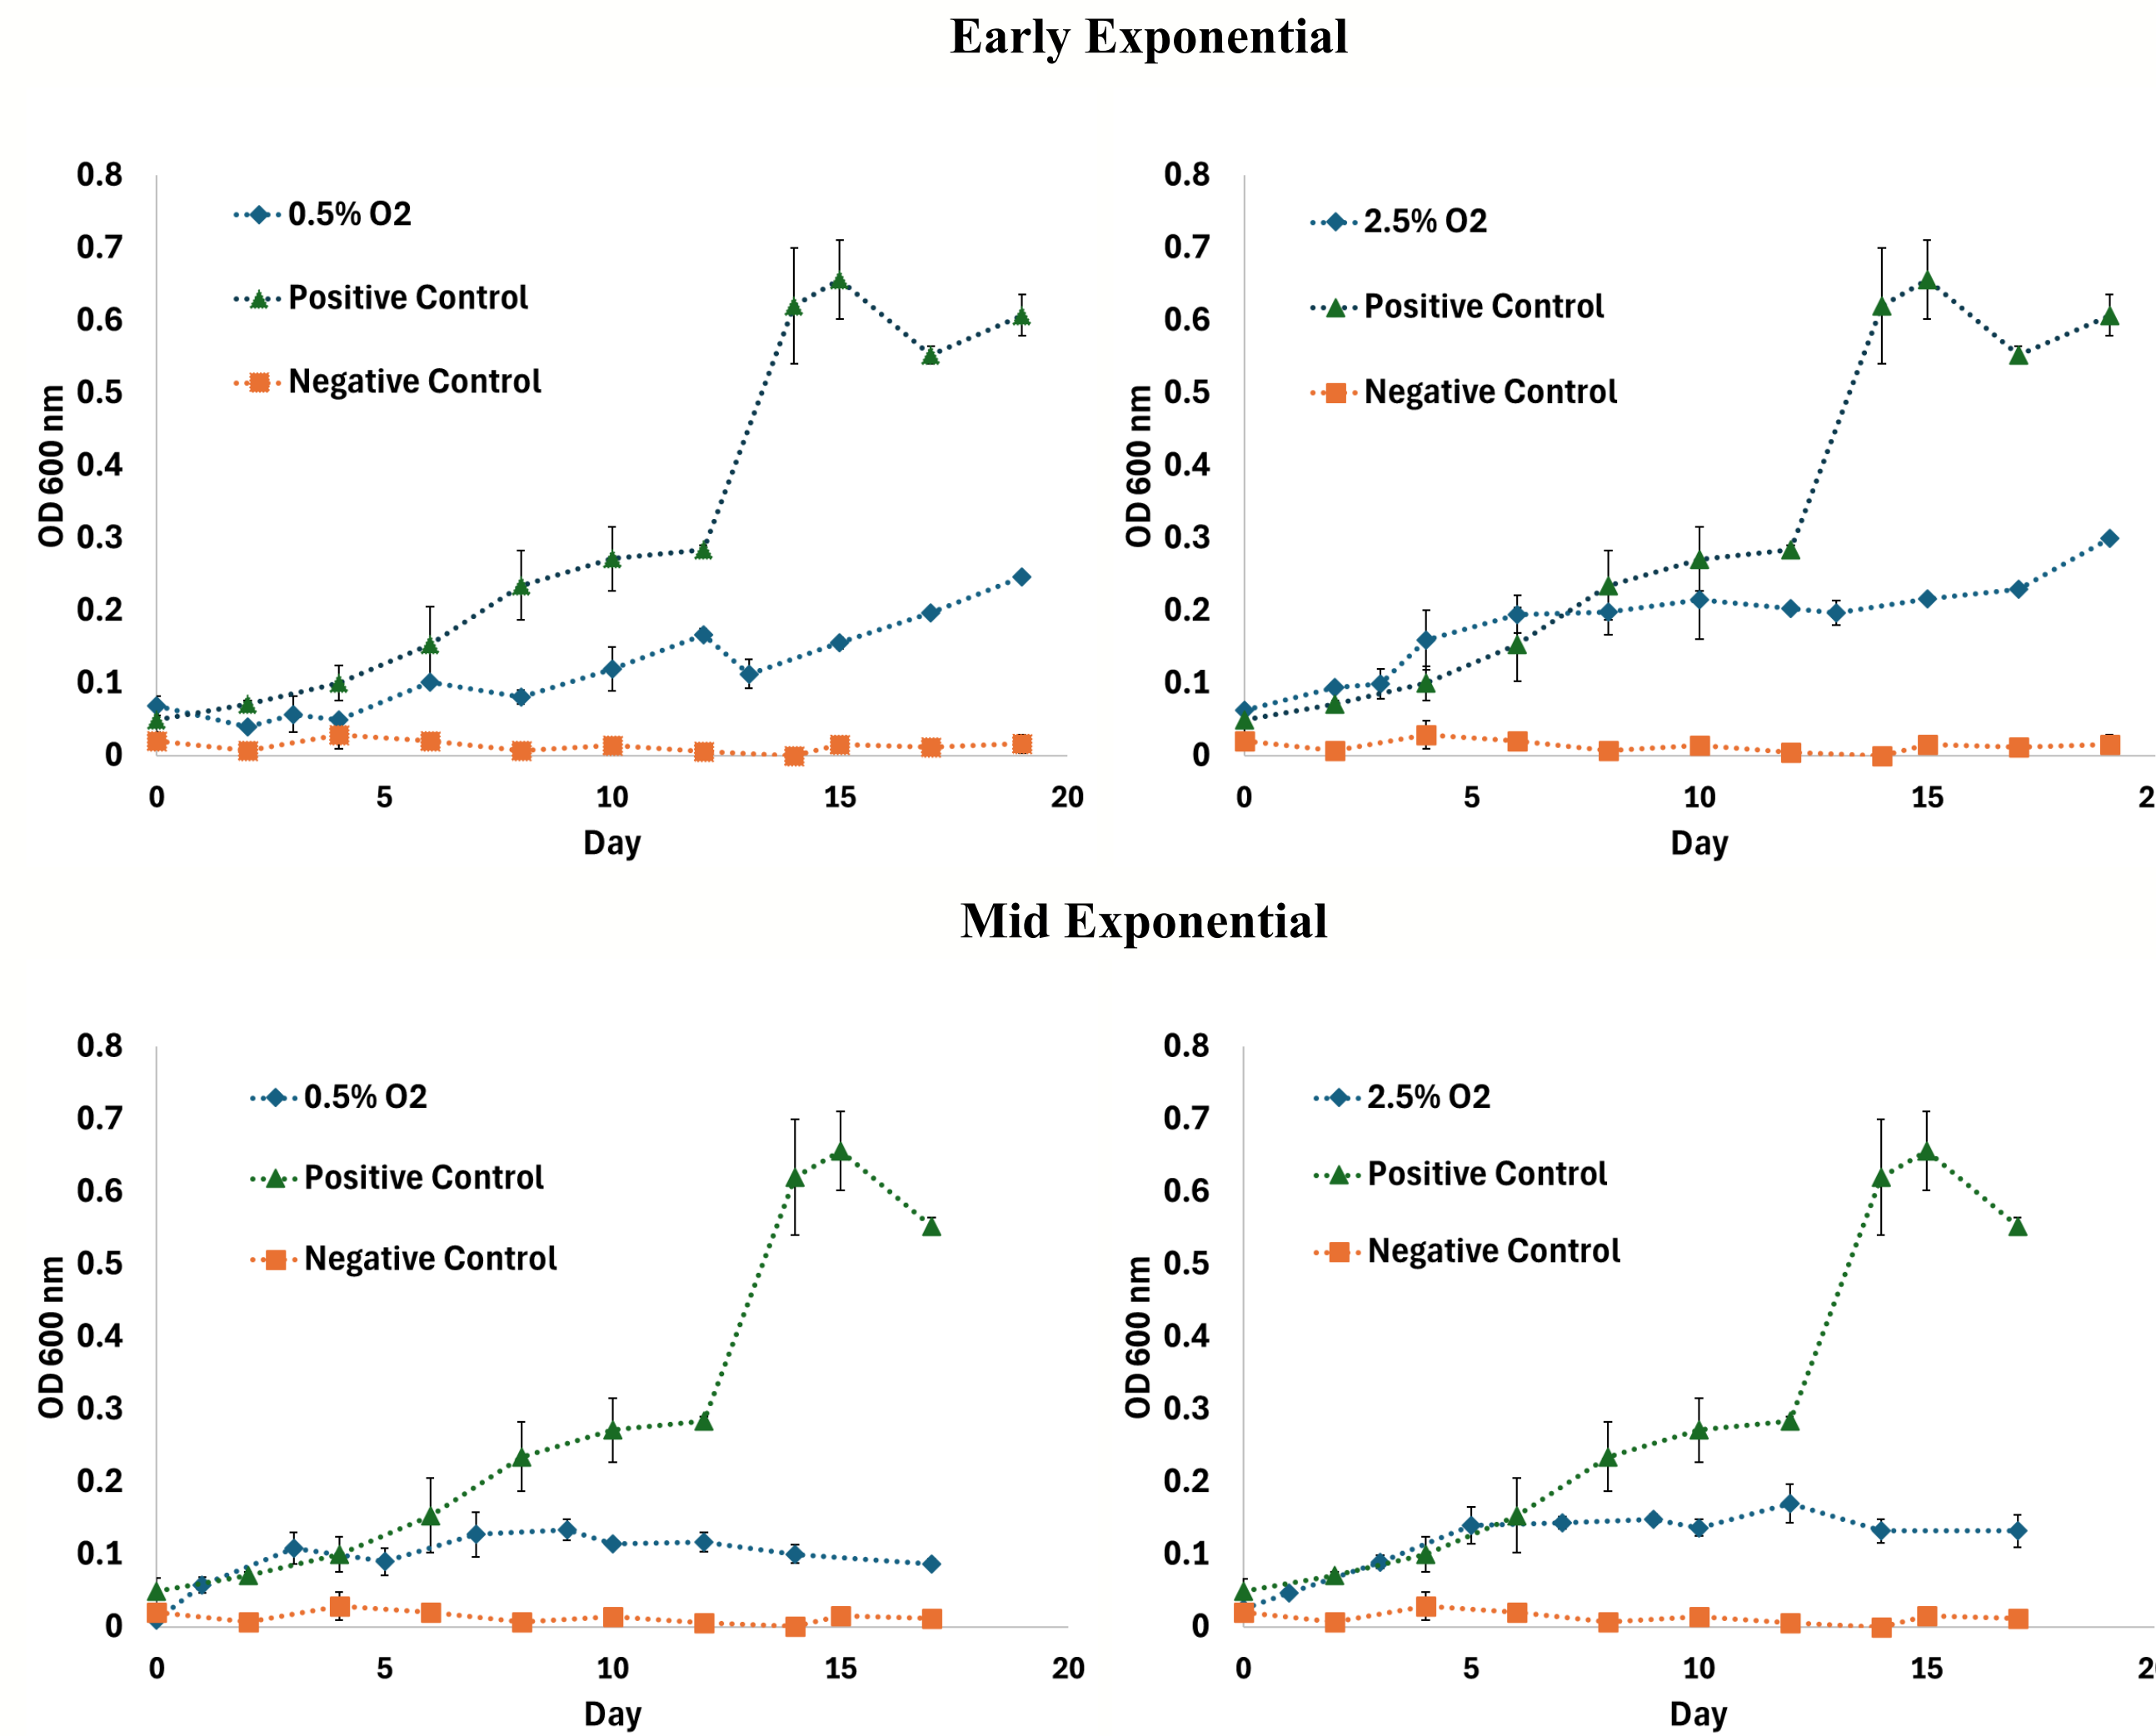 Early Exponential
0.8
0.7
0.6
0.5
0.4
0.3
0.2
0.1
0
OD 600 nm
0.5% O2
Positive Control
Negative Control
0 5 10 15 20
Day
0.8
0.7
0.6
0.5
0.4
0.3
0.2
0.1
0
OD 600 nm
2.5% O2
Positive Control
Negative Control
0 5 10 15 2
Day
Mid Exponential
0.8
0.7
0.6
0.5
0.4
0.3
0.2
0.1
0
OD 600 nm
0.5% O2
Positive Control
Negative Control
0 5 10 15 20
Day
0.8
0.7
0.6
0.5
0.4
0.3
0.2
0.1
0
OD 600 nm
2.5% O2
Positive Control
Negative Control
0 5 10 15 20
Day